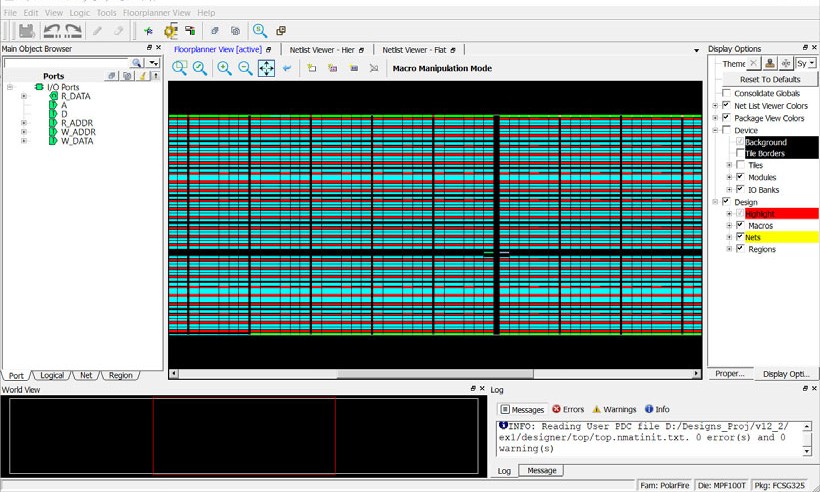 File Edit View Logic Tools Floorplanner View Help
Main Object Browser
Ports
I/O Ports
R_DATA
A
D
R_ADDR
W_ADDR
W_DATA
Port Logical Net Region
Floorplanner View [active] Netlist Viewer - Hier Netlist Viewer - Flat
Macro Manipulation Mode
Display Options
Theme Sy
Reset To Defaults
Consolidate Globals
Net List Viewer Colors
Package View Colors
Device
Background
Tile Borders
Tiles
Modules
IO Banks
Design
Highlight
Macros
Nets
Regions
Proper... Display Opti...
World View
Log
Messages Errors Warnings Info
INFO: Reading User PDC file D:/Designs_Proj/v12_2/
ex1/designer/top/top.nmatinit.txt. 0 error(s) and 0
warning(s)
Log Message
Fam: PolarFire Die: MPF100T Pkg: FCSG325